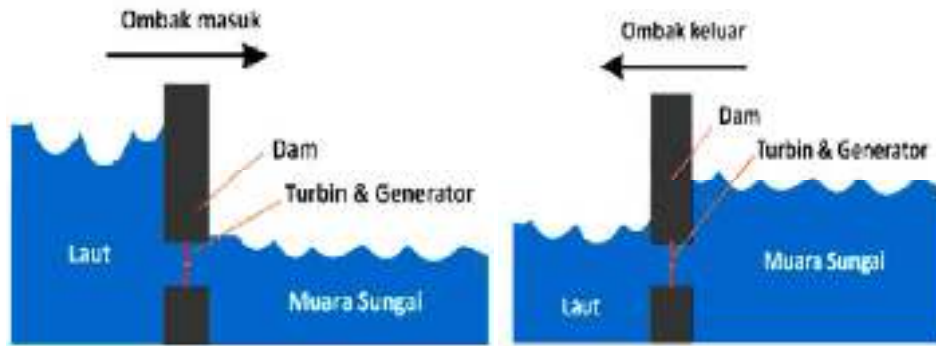 Ombak masuk
Dam
Turbin & Generator
Laut
Muara Sungai
Ombak keluar
Dam
Turbin & Generator
Muara Sungai
Laut